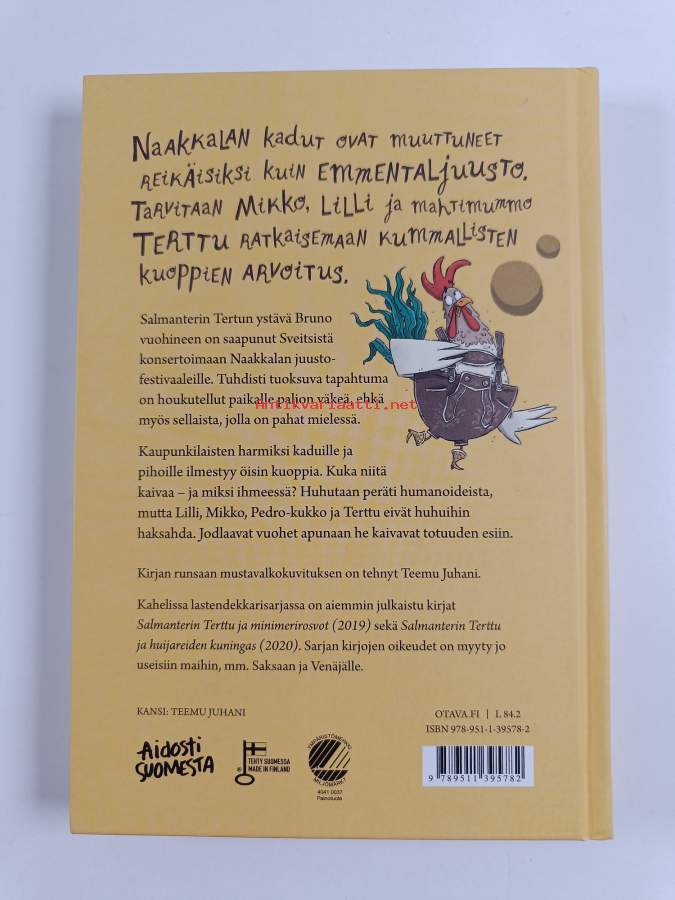 Naakkalan kadut ovat muuttuneet
reikäisiksi kuin emmentaljuusto.
Tarvitaan Mikko, Lilli ja mahtimummo
Terttu ratkaisemaan kummallisten
kuoppien arvoitus.
Salmanterin Tertun ystävä Bruno
vuohineen on saapunut Sveitsistä
konsertoimaan Naakkalan juusto-
festivaaleille. Tuhdisti tuoksuva tapahtuma
on houkutellut paikalle paljon väkeä, ehkä
Antikvariaatti.net
myös sellaista, jolla on pahat mielessä.
Kaupunkilaisten harmiksi kaduille ja
pihoille ilmestyy öisin kuoppia. Kuka niitä
kaivaa – ja miksi ihmeessä? Huhutaan peräti humanoideista,
mutta Lilli, Mikko, Pedro-kukko ja Terttu eivät huhuihin
haksahda. Jodlaavat vuohet apunaan he kaivavat totuuden esiin.
Kirjan runsaan mustavalkokuvituksen on tehnyt Teemu Juhani.
Kahelissa lastendekkarisarjassa on aiemmin julkaistu kirjat
Salmanterin Terttu ja minimerirosvot (2019) sekä Salmanterin Terttu
ja huijareiden kuningas (2020). Sarjan kirjojen oikeudet on myyty jo
useisiin maihin, mm. Saksaan ja Venäjälle.
KANSI: TEEMU JUHANI
OTAVA.FI | L 84.2
ISBN 978-951-1-39578-2
Aidosti
SUOMESTA
TEHTY SUOMESSA
MADE IN FINLAND
YMPÄRISTÖMERKKI
MILJÖMÄRKT
4041 0037
Painotuote
9 789511 395782